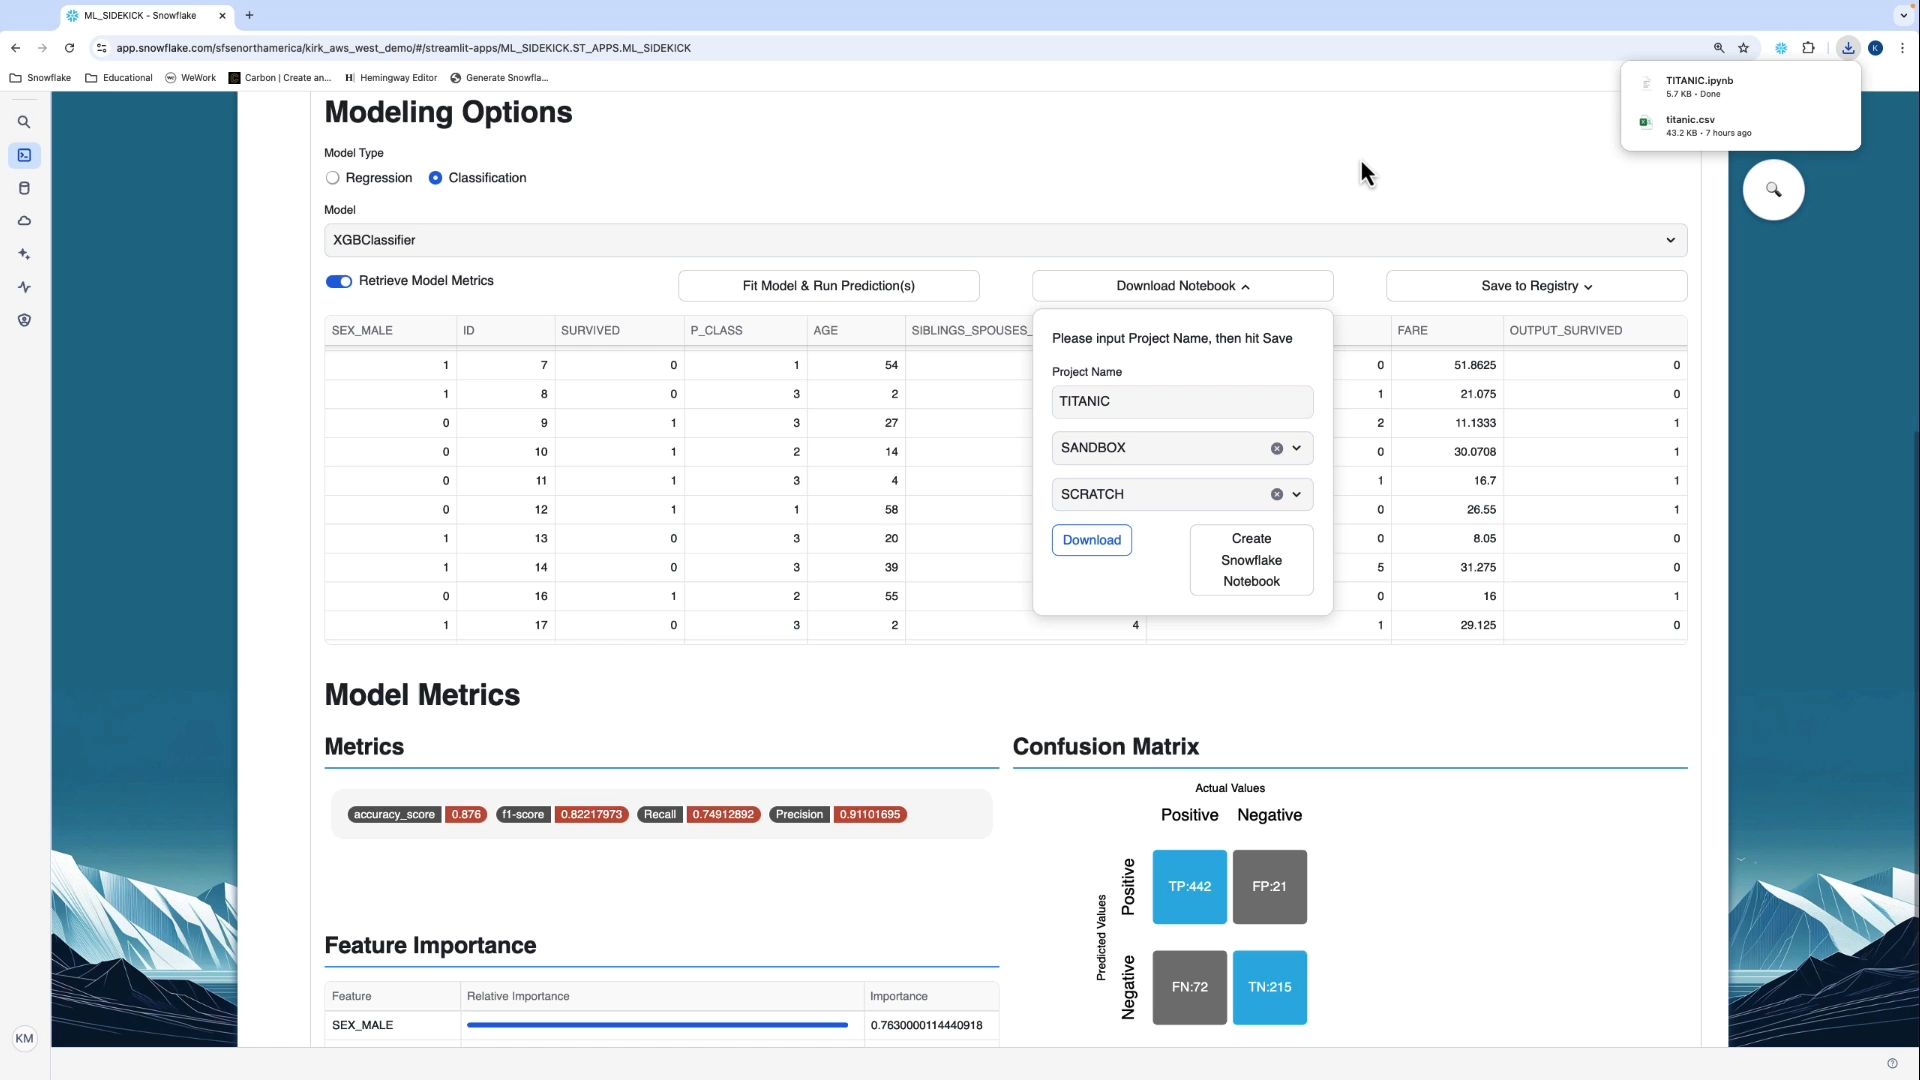 ML_SIDEKICK - Snowflake
app.snowflake.com/sfsenorthamerica/kirk_aws_west_demo/#/streamlit-apps/ML_SIDEKICK.ST_APPS.ML_SIDEKICK
K
Snowflake Educational WeWork Carbon | Create an... Hemingway Editor Generate Snowfla...
TITANIC.ipynb
5.7 KB • Done
titanic.csv
43.2 KB • 7 hours ago
Modeling Options
Model Type
Regression Classification
Model
XGBClassifier
Retrieve Model Metrics Fit Model & Run Prediction(s) Download Notebook Save to Registry
SEX_MALE ID SURVIVED P_CLASS AGE SIBLINGS_SPOUSES_ FARE OUTPUT_SURVIVED
1 7 0 1 54 0 51.8625 0
1 8 0 3 2 1 21.075 0
0 9 1 3 27 2 11.1333 1
0 10 1 2 14 0 30.0708 1
0 11 1 3 4 1 16.7 1
0 12 1 1 58 0 26.55 1
1 13 0 3 20 0 8.05 0
1 14 0 3 39 5 31.275 0
0 16 1 2 55 0 16 1
1 17 0 3 2 4 1 29.125 0
Please input Project Name, then hit Save
Project Name
TITANIC
SANDBOX
SCRATCH
Download
Create
Snowflake
Notebook
Model Metrics
Metrics
accuracy_score 0.876 f1-score 0.82217973 Recall 0.74912892 Precision 0.91101695
Confusion Matrix
Actual Values
Positive Negative
Predicted Values
Positive
TP:442 FP:21
Negative
FN:72 TN:215
Feature Importance
Feature Relative Importance Importance
SEX_MALE 0.7630000114440918
KM